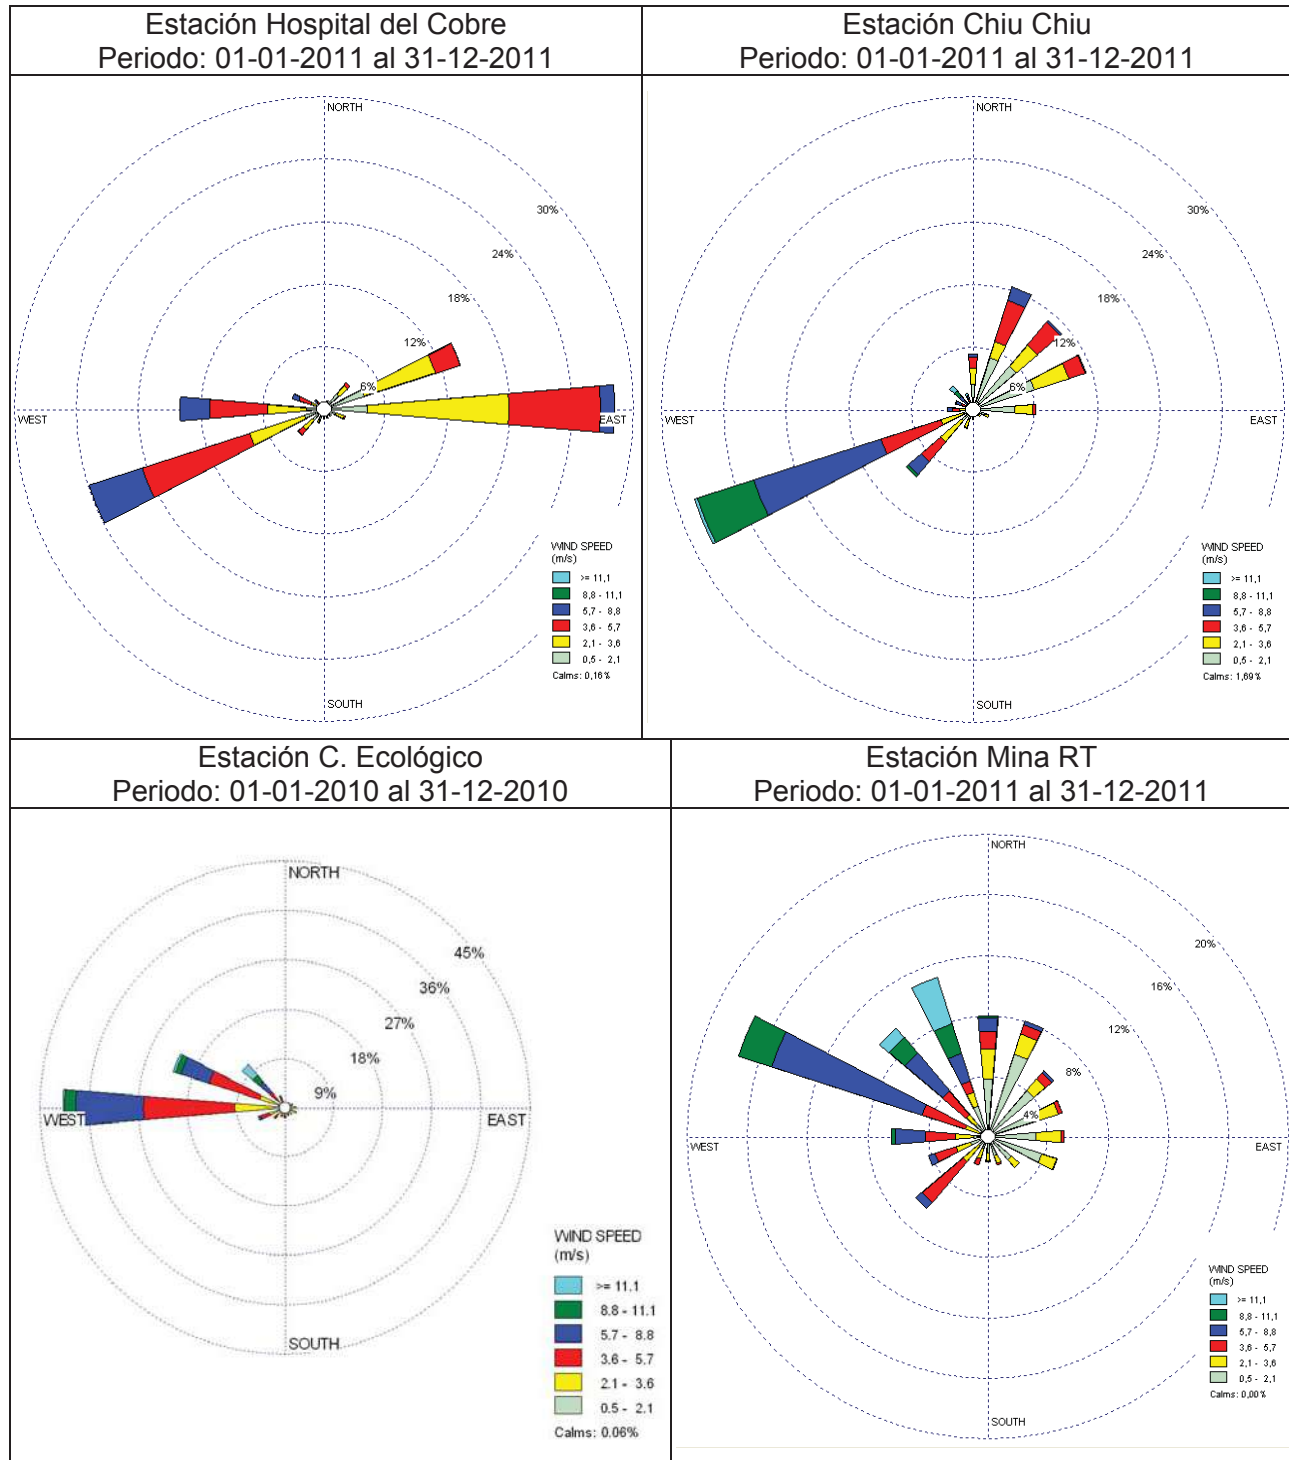 Estación Hospital del Cobre
Periodo: 01-01-2011 al 31-12-2011
NORTH
30%
24%
18%
12%
6%
WEST
EAST
SOUTH
WIND SPEED
(m/s)
>= 11,1
8,8 - 11,1
5,7 - 8,8
3,6 - 5,7
2,1 - 3,6
0,5 - 2,1
Calms: 0,16%
Estación Chiu Chiu
Periodo: 01-01-2011 al 31-12-2011
NORTH
30%
24%
18%
12%
6%
WEST
EAST
SOUTH
WIND SPEED
(m/s)
>= 11,1
8,8 - 11,1
5,7 - 8,8
3,6 - 5,7
2,1 - 3,6
0,5 - 2,1
Calms: 1,69%
Estación C. Ecológico
Periodo: 01-01-2010 al 31-12-2010
NORTH
45%
36%
27%
18%
9%
WEST
EAST
SOUTH
WIND SPEED
(m/s)
>= 11.1
8.8 - 11.1
5.7 - 8.8
3.6 - 5.7
2.1 - 3.6
0.5 - 2.1
Calms: 0.06%
Estación Mina RT
Periodo: 01-01-2011 al 31-12-2011
NORTH
20%
16%
12%
8%
4%
WEST
EAST
SOUTH
WIND SPEED
(m/s)
>= 11,1
8,8 - 11,1
5,7 - 8,8
3,6 - 5,7
2,1 - 3,6
0,5 - 2,1
Calms: 0,00%